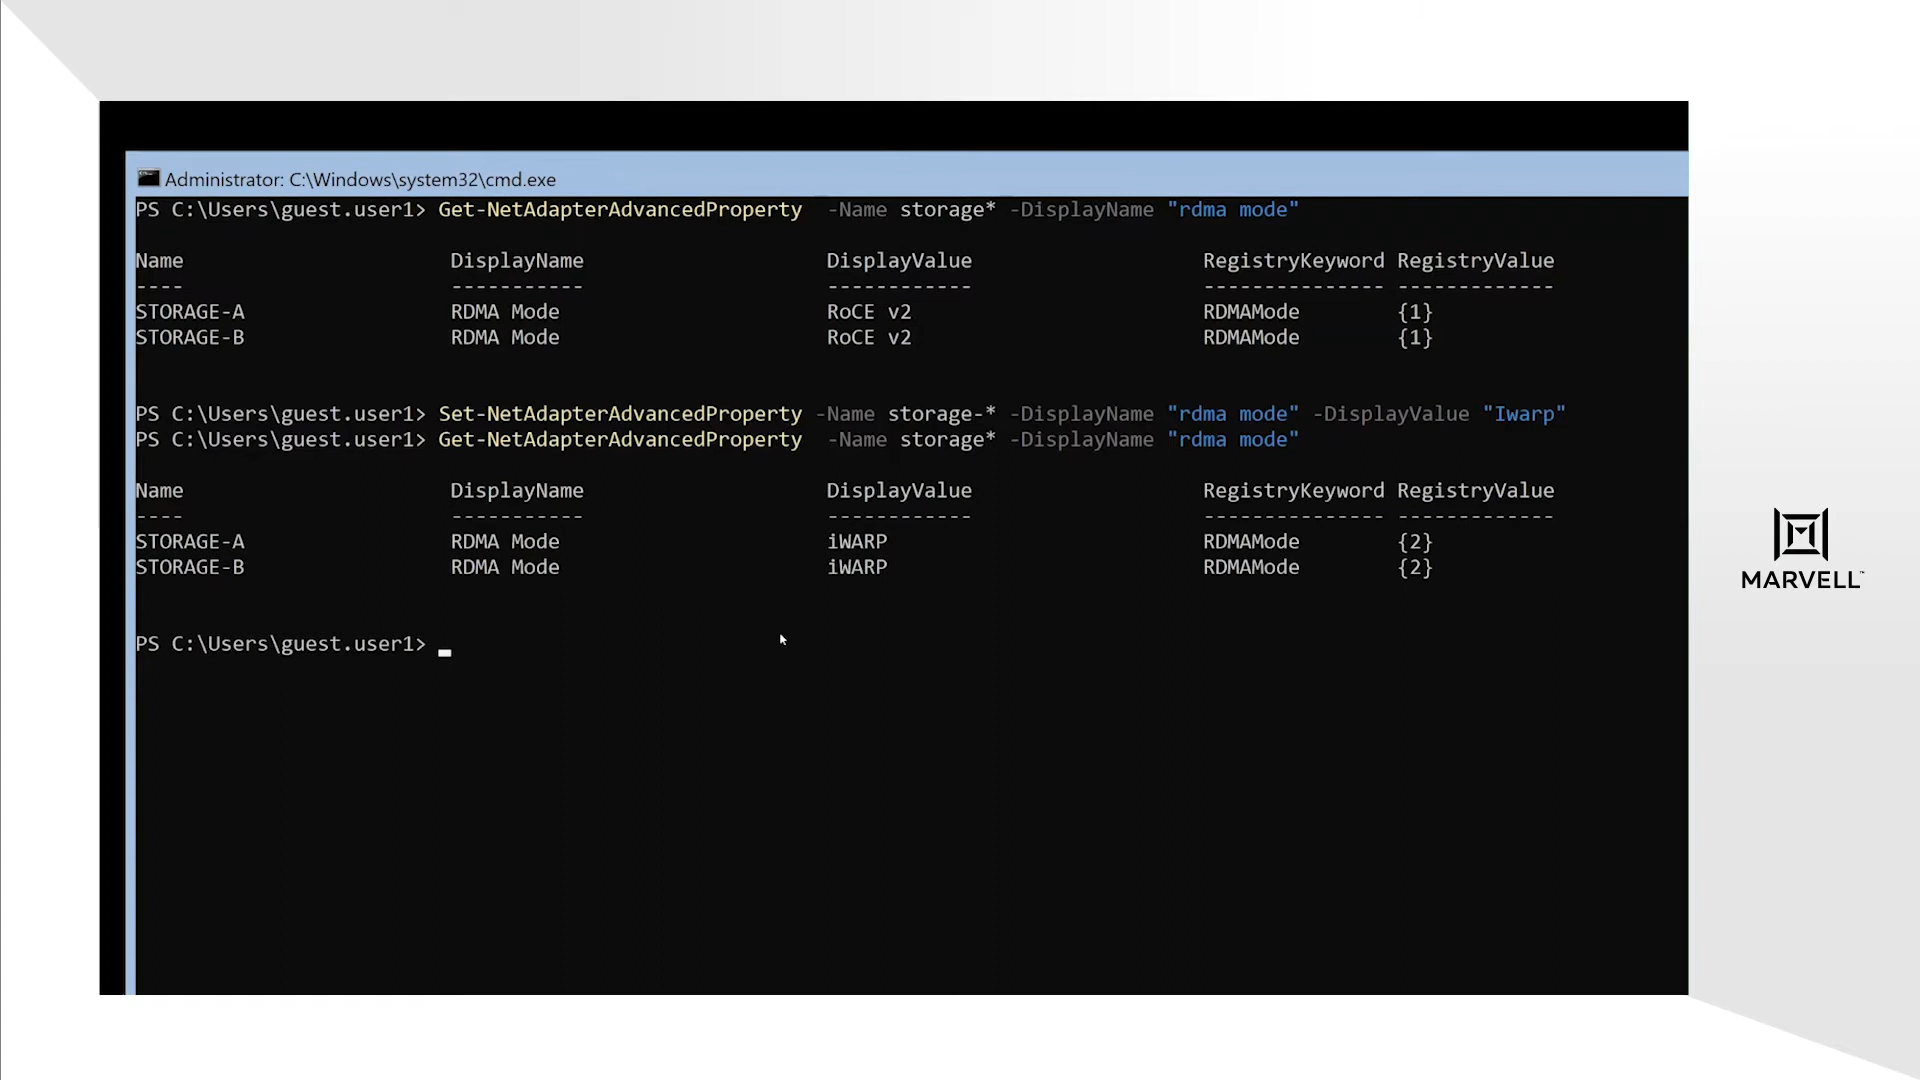 Administrator: C:\Windows\system32\cmd.exe
PS C:\Users\guest.user1> Get-NetAdapterAdvancedProperty  -Name storage* -DisplayName "rdma mode"
Name                      DisplayName                    DisplayValue                   RegistryKeyword RegistryValue
----                      -----------                    ------------                   --------------- -------------
STORAGE-A                 RDMA Mode                      RoCE v2                        RDMAMode        {1}
STORAGE-B                 RDMA Mode                      RoCE v2                        RDMAMode        {1}
PS C:\Users\guest.user1> Set-NetAdapterAdvancedProperty -Name storage-* -DisplayName "rdma mode" -DisplayValue "Iwarp"
PS C:\Users\guest.user1> Get-NetAdapterAdvancedProperty  -Name storage* -DisplayName "rdma mode"
Name                      DisplayName                    DisplayValue                   RegistryKeyword RegistryValue
----                      -----------                    ------------                   --------------- -------------
STORAGE-A                 RDMA Mode                      iWARP                          RDMAMode        {2}
STORAGE-B                 RDMA Mode                      iWARP                          RDMAMode        {2}
PS C:\Users\guest.user1>
MARVELL™